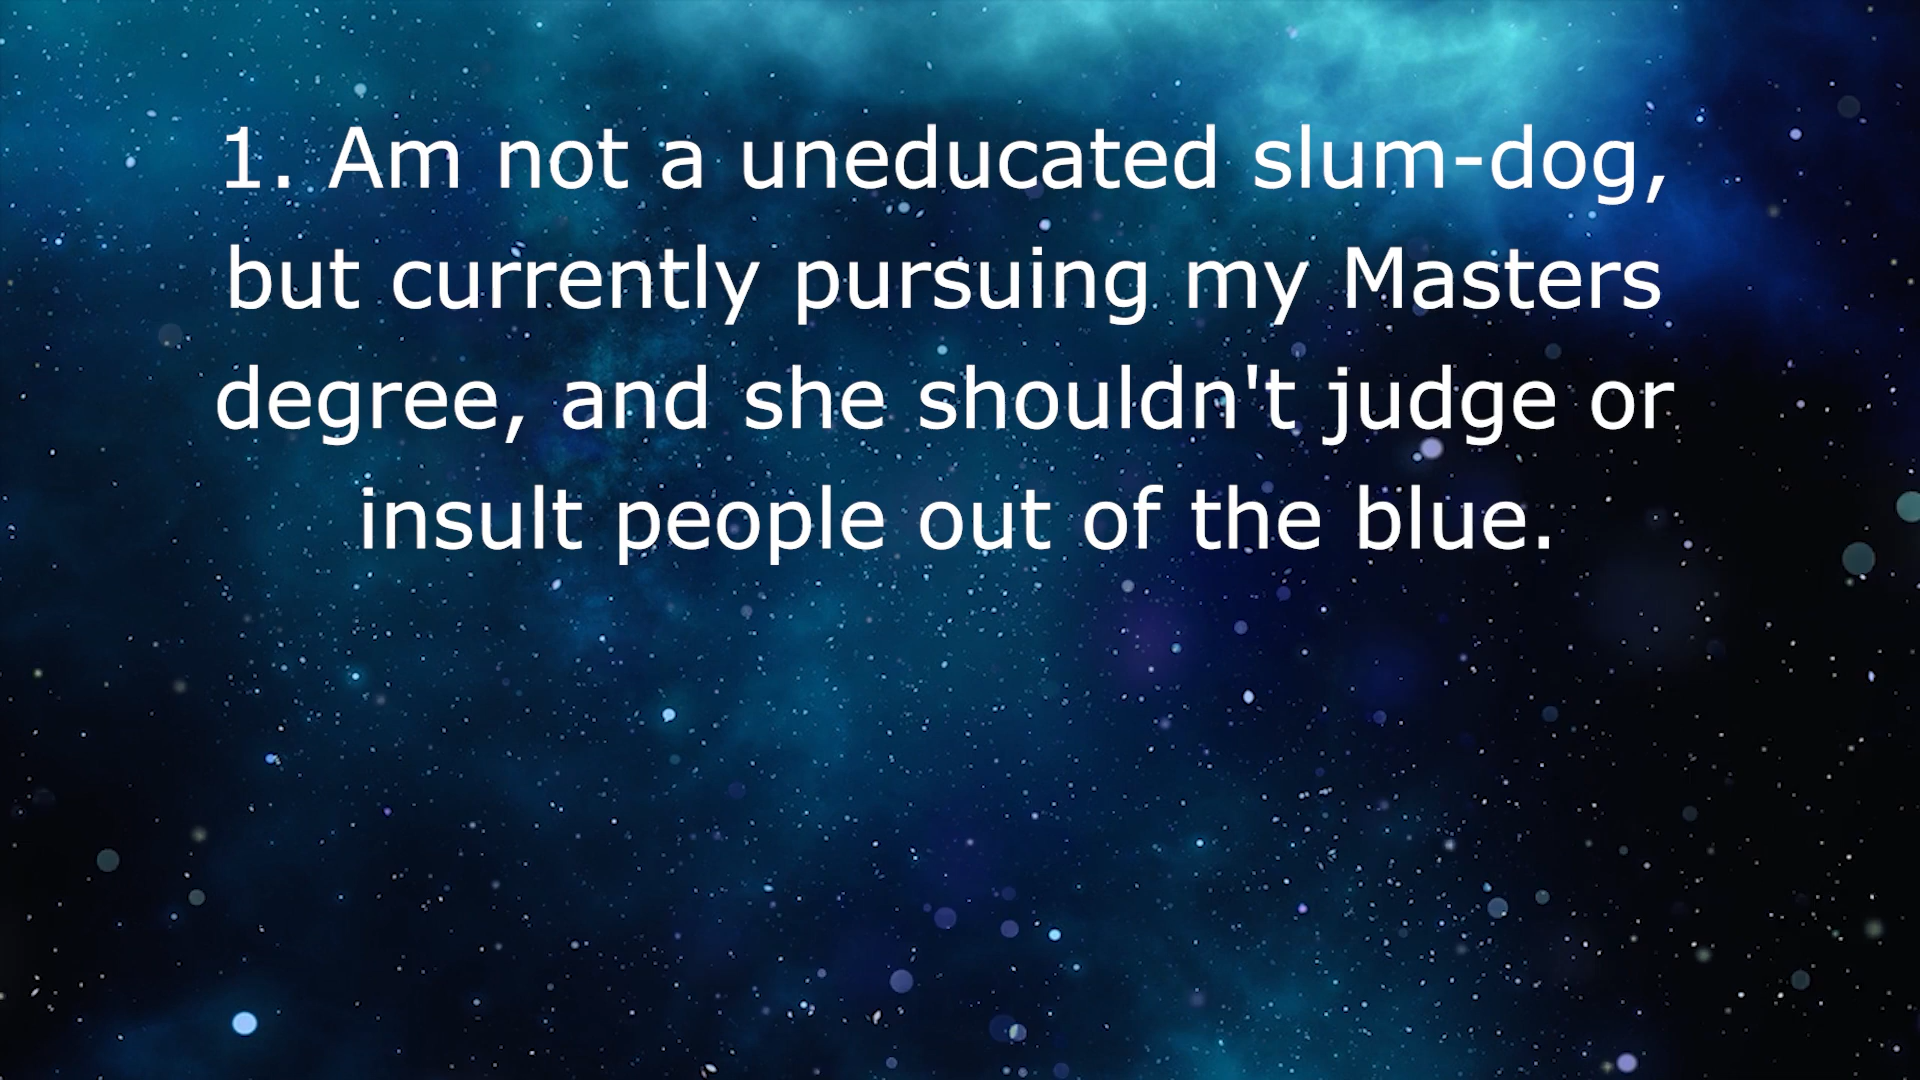 1. Am not a uneducated slum-dog,
but currently pursuing my Masters
degree, and she shouldn't judge or
insult people out of the blue.